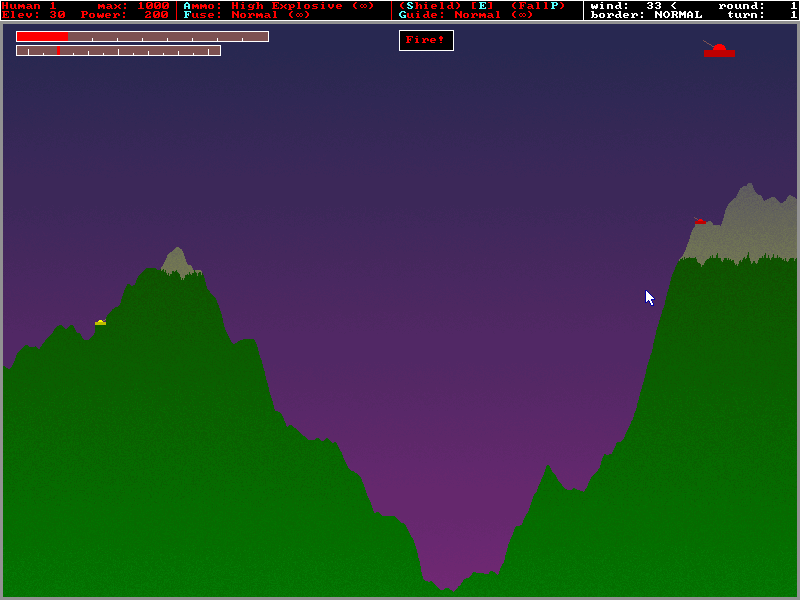 Human 1 max: 1000 Ammo: High Explosive (∞) (Shield) [E] (FallP) wind: 33 < round: 1
Elev: 30 Power: 200 Fuse: Normal (∞) Guide: Normal (∞) border: NORMAL turn: 1
Fire!